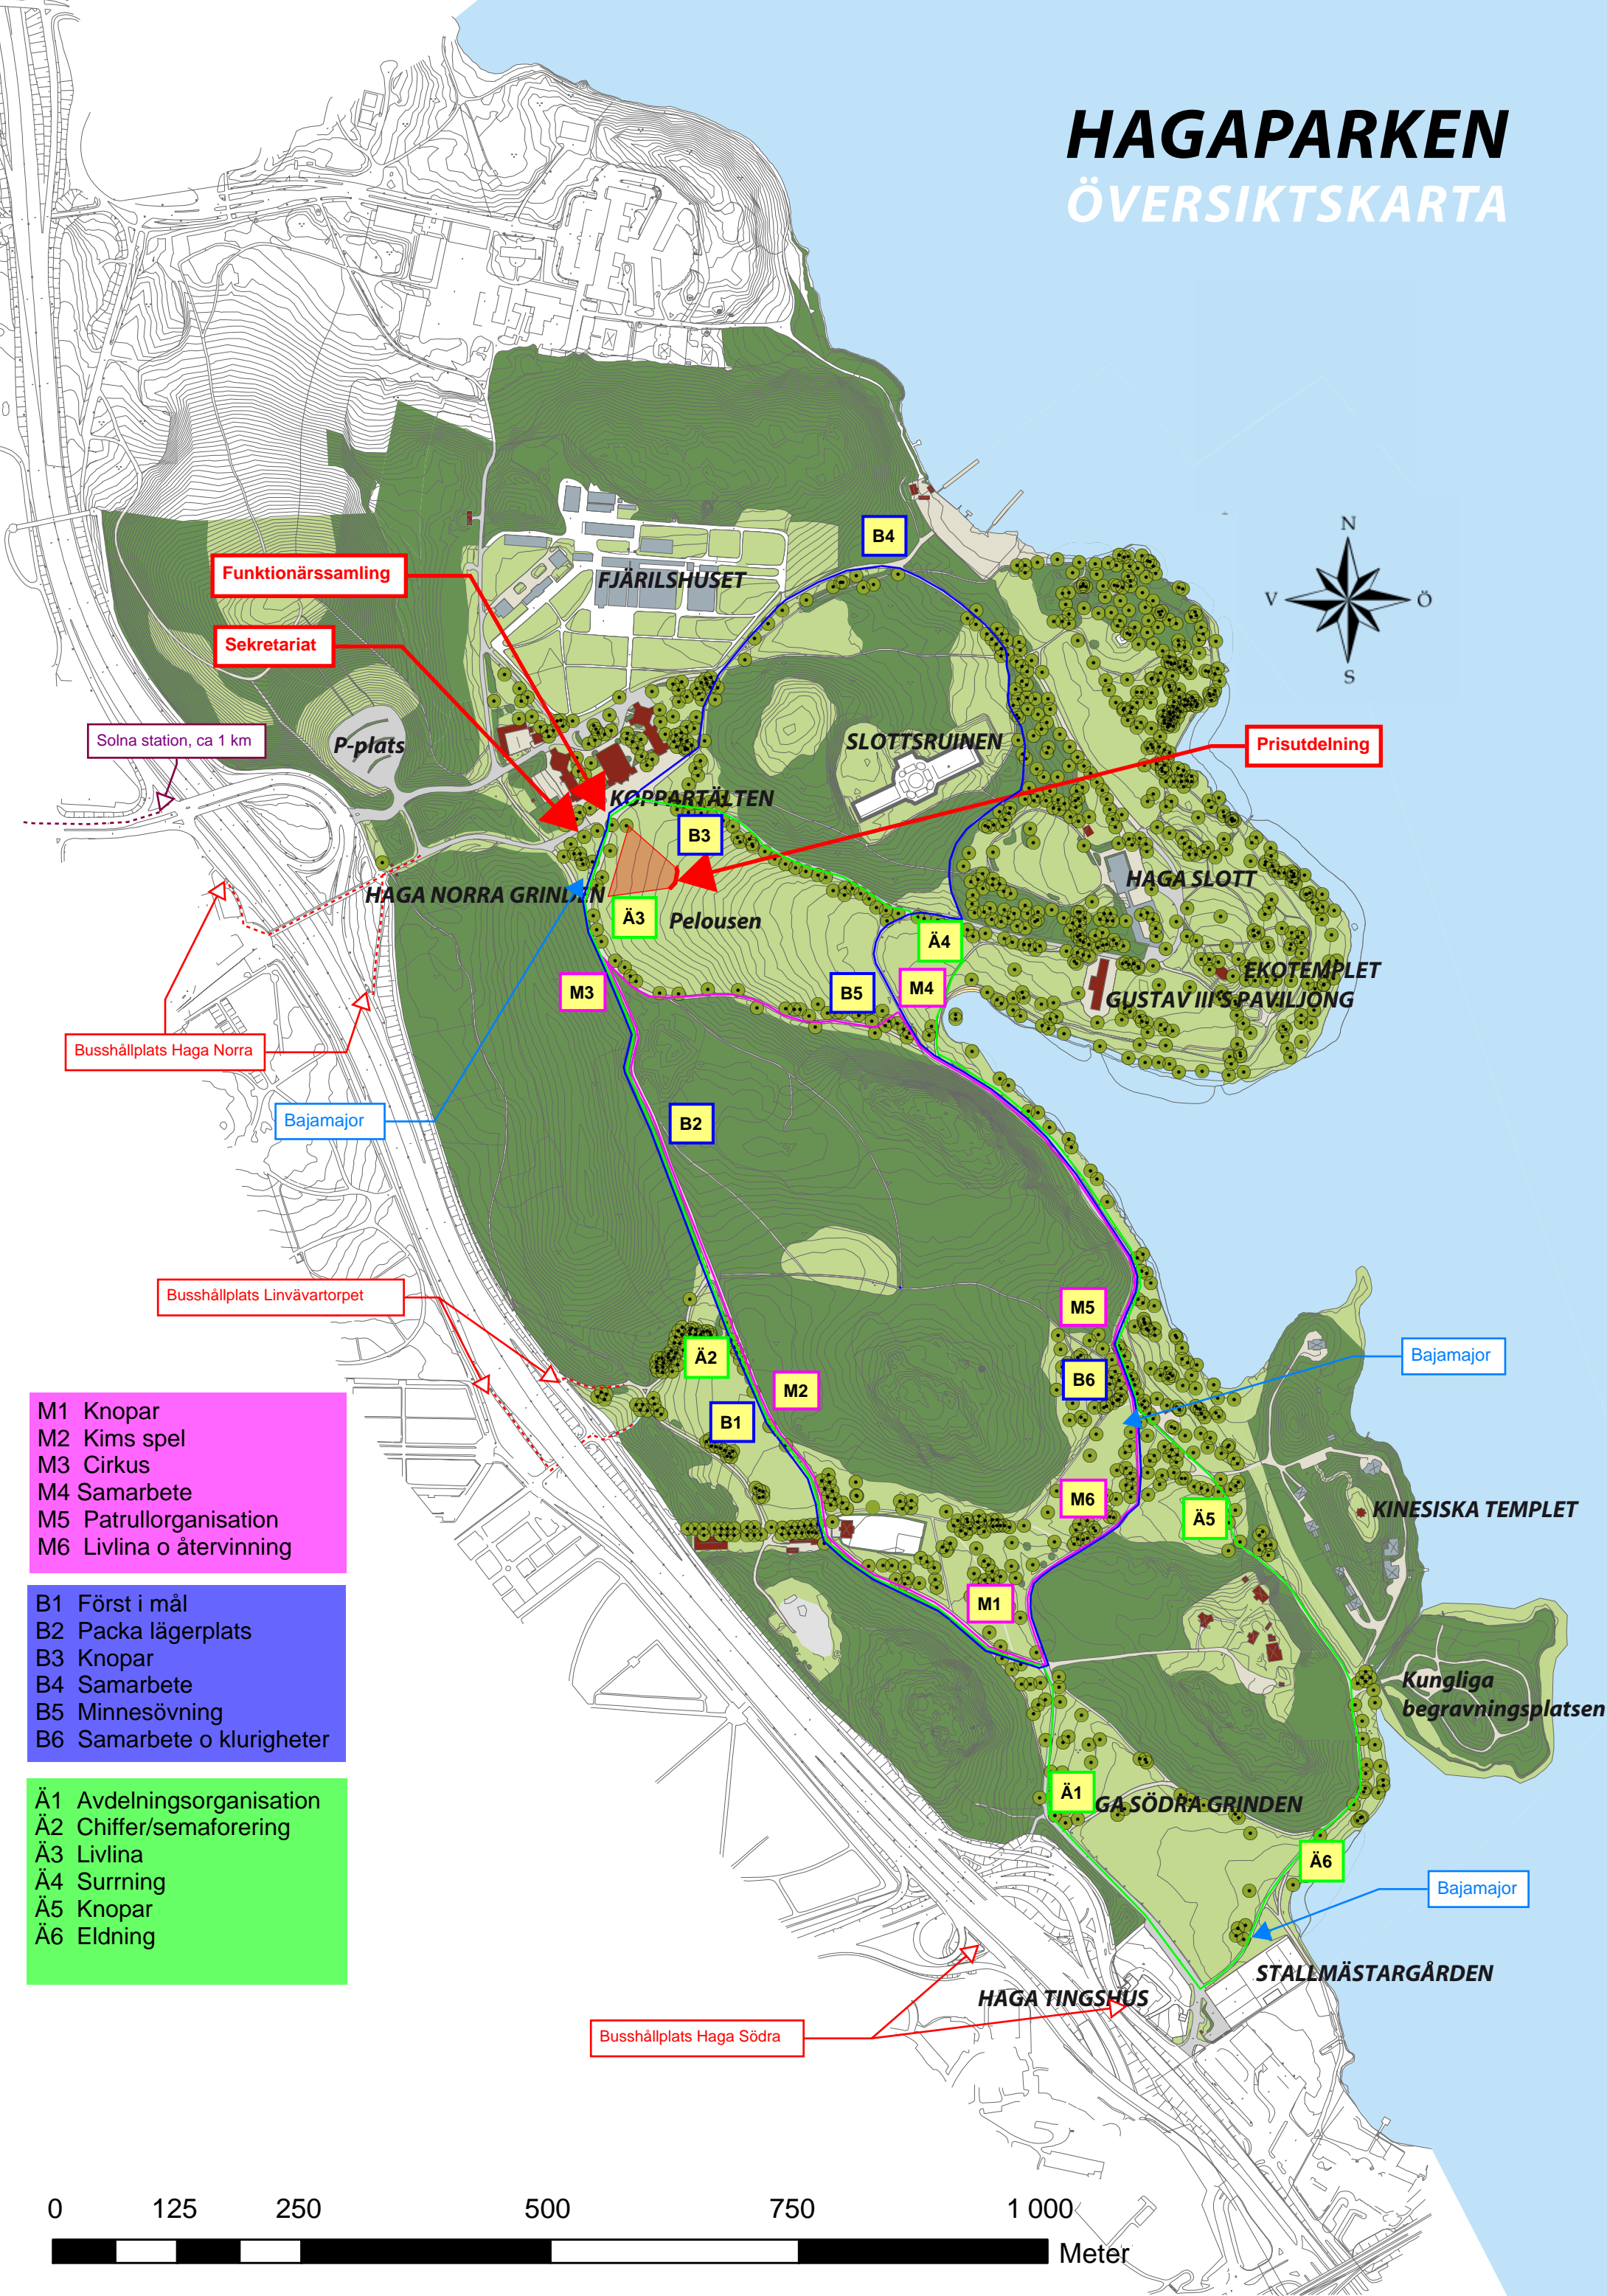 HAGAPARKEN
ÖVERSIKTSKARTA
N
V
Ö
S
B4
Funktionärssamling
FJÄRILSHUSET
Sekretariat
Solna station, ca 1 km
P-plats
SLOTTSRUINEN
Prisutdelning
KOPPARTÄLTEN
B3
HAGA SLOTT
HAGA NORRA GRINDEN
Ä3
Pelousen
Ä4
EKOTEMPLET
M3
B5
M4
GUSTAV III'S PAVILJONG
Busshållplats Haga Norra
Bajamajor
B2
Busshållplats Linvävartorpet
M5
Bajamajor
Ä2
B6
M2
B1
M1 Knopar
M2 Kims spel
M3 Cirkus
M4 Samarbete
M5 Patrullorganisation
M6 Livlina o återvinning
M6
Ä5
KINESISKA TEMPLET
B1 Först i mål
B2 Packa lägerplats
B3 Knopar
B4 Samarbete
B5 Minnesövning
B6 Samarbete o klurigheter
M1
Kungliga
begravningsplatsen
Ä1 Avdelningsorganisation
Ä2 Chiffer/semaforering
Ä3 Livlina
Ä4 Surrning
Ä5 Knopar
Ä6 Eldning
Ä1
GA SÖDRA GRINDEN
Ä6
Bajamajor
STALLMÄSTARGÅRDEN
HAGA TINGSHUS
Busshållplats Haga Södra
0 125 250 500 750 1 000
Meter